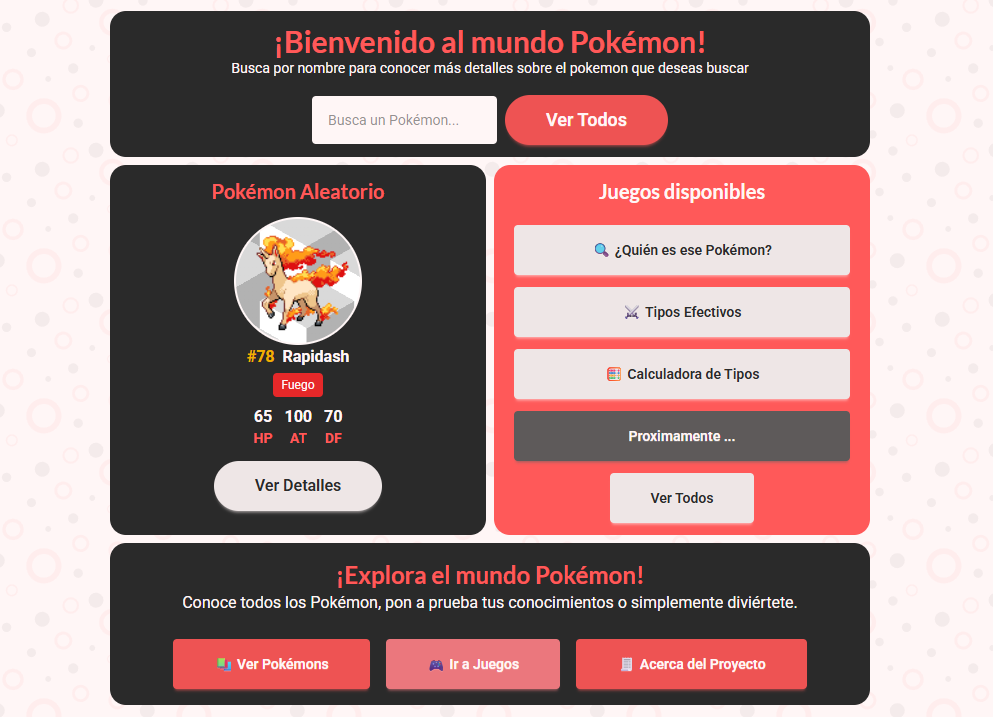 ¡Bienvenido al mundo Pokémon!
Busca por nombre para conocer más detalles sobre el pokemon que deseas buscar
Busca un Pokémon...
Ver Todos
Pokémon Aleatorio
#78 Rapidash
Fuego
65 100 70
HP AT DF
Ver Detalles
Juegos disponibles
¿Quién es ese Pokémon?
Tipos Efectivos
Calculadora de Tipos
Proximamente ...
Ver Todos
¡Explora el mundo Pokémon!
Conoce todos los Pokémon, pon a prueba tus conocimientos o simplemente diviértete.
Ver Pokémons
Ir a Juegos
Acerca del Proyecto